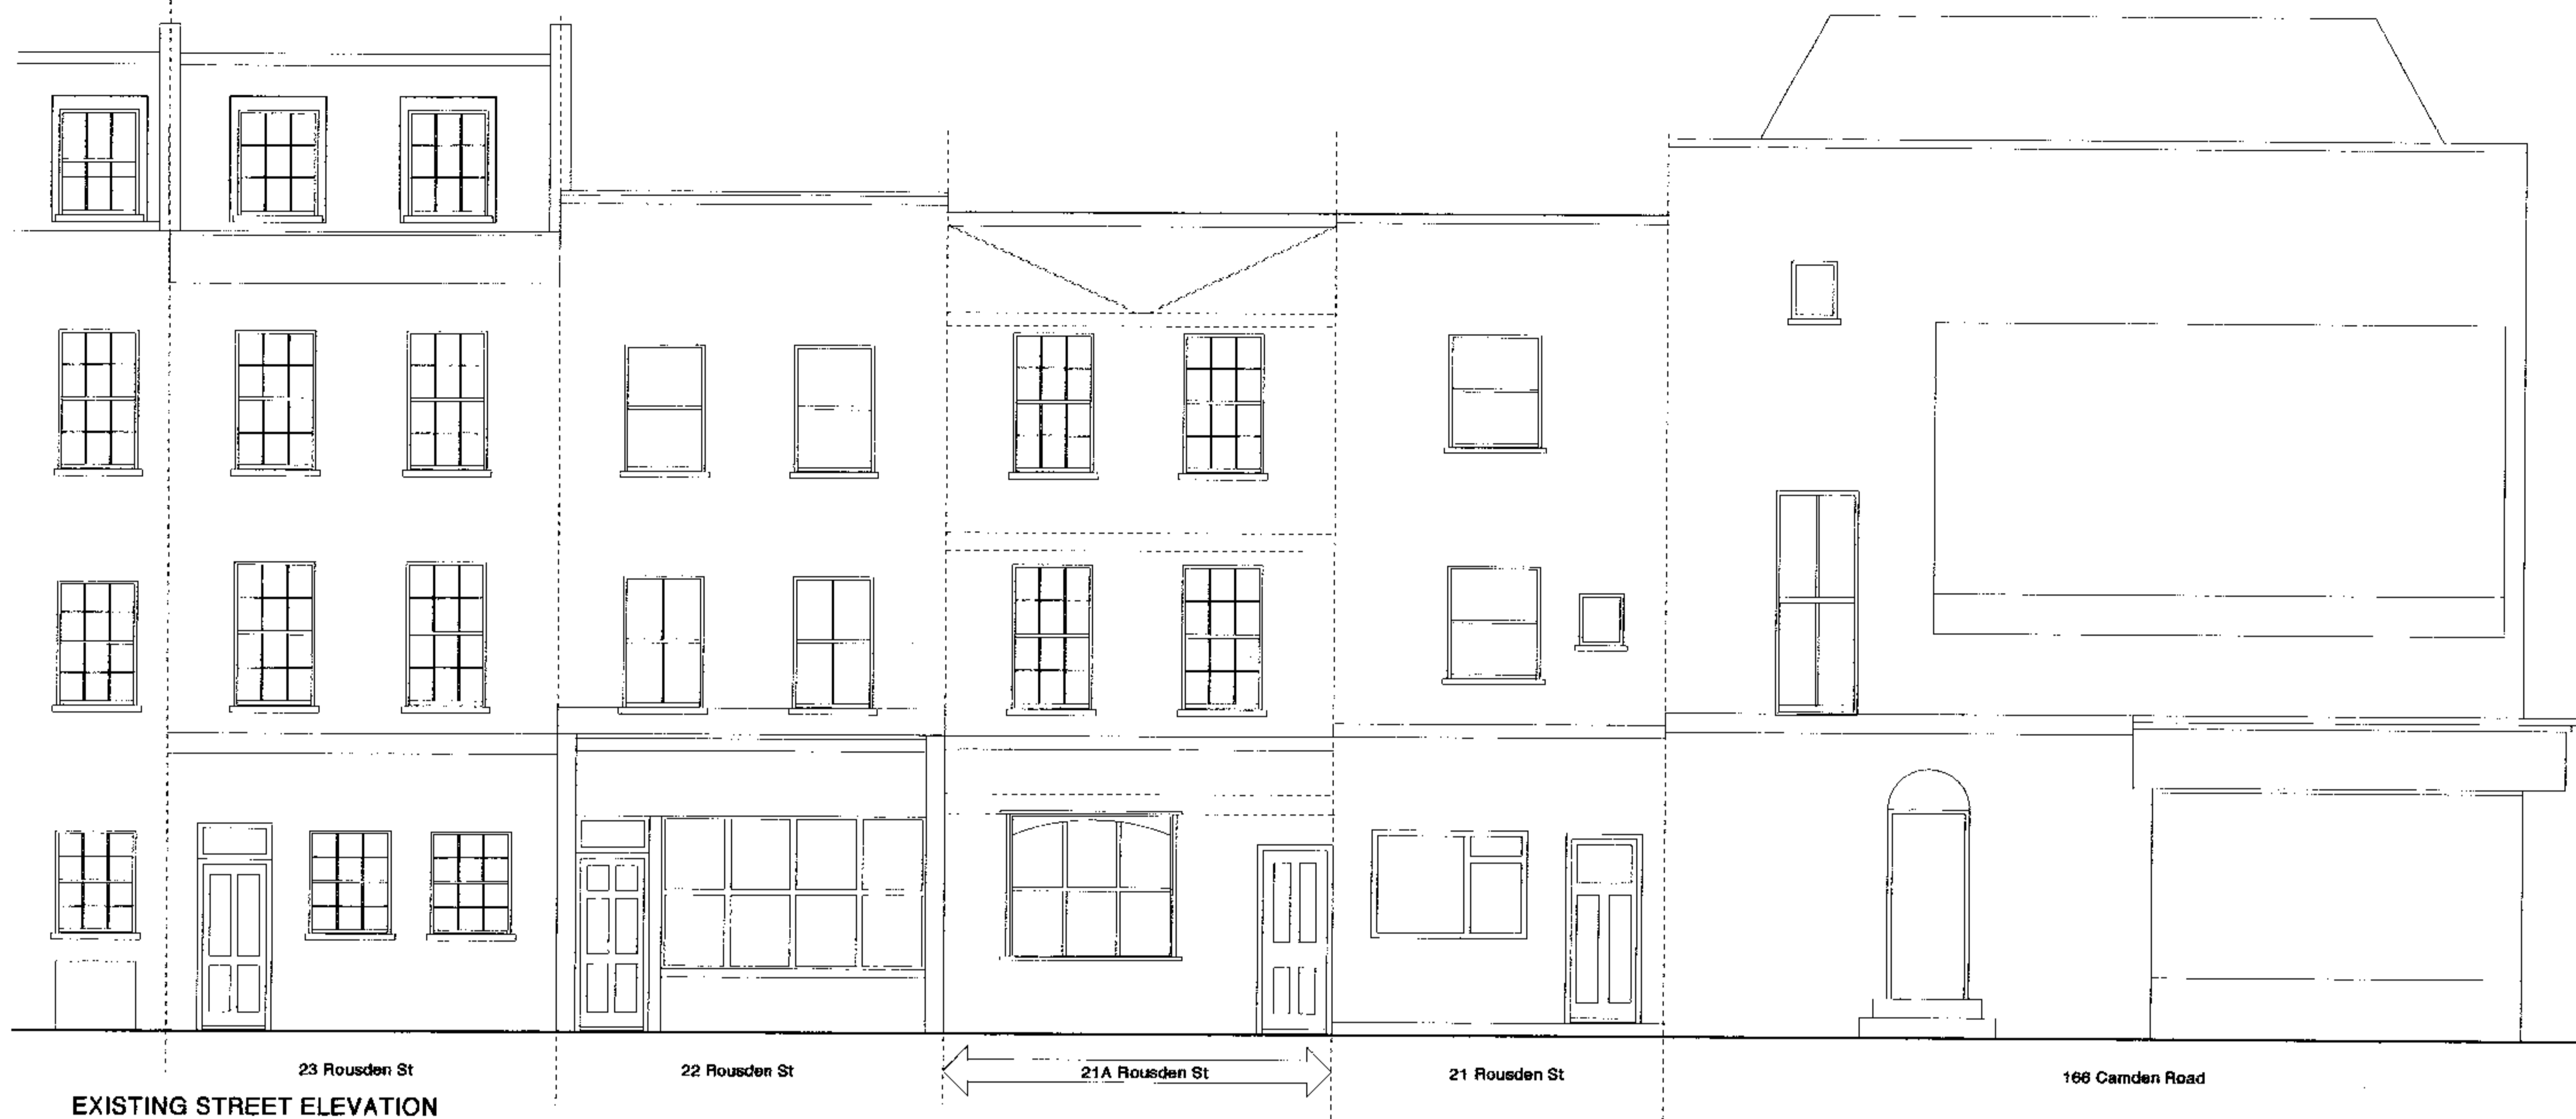 23 Rousden St
22 Rousden St
21A Rousden St
21 Rousden St
166 Camden Road
EXISTING STREET ELEVATION